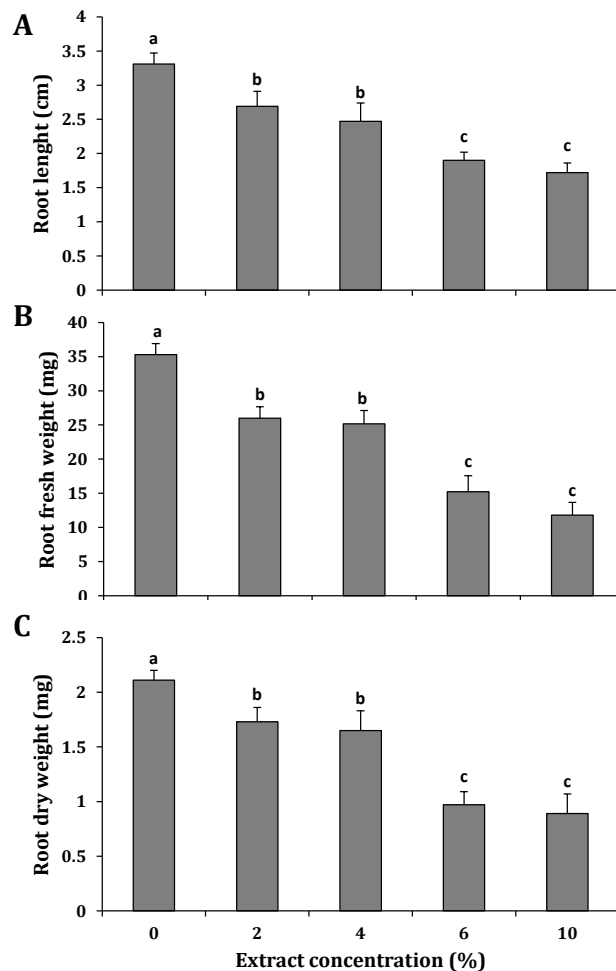 A
Root lenght (cm)
4
3.5
3
2.5
2
1.5
1
0.5
0
a
b
b
c
c
B
Root fresh weight (mg)
40
35
30
25
20
15
10
5
0
a
b
b
c
c
C
Root dry weight (mg)
2.5
2
1.5
1
0.5
0
a
b
b
c
c
0 2 4 6 10
Extract concentration (%)